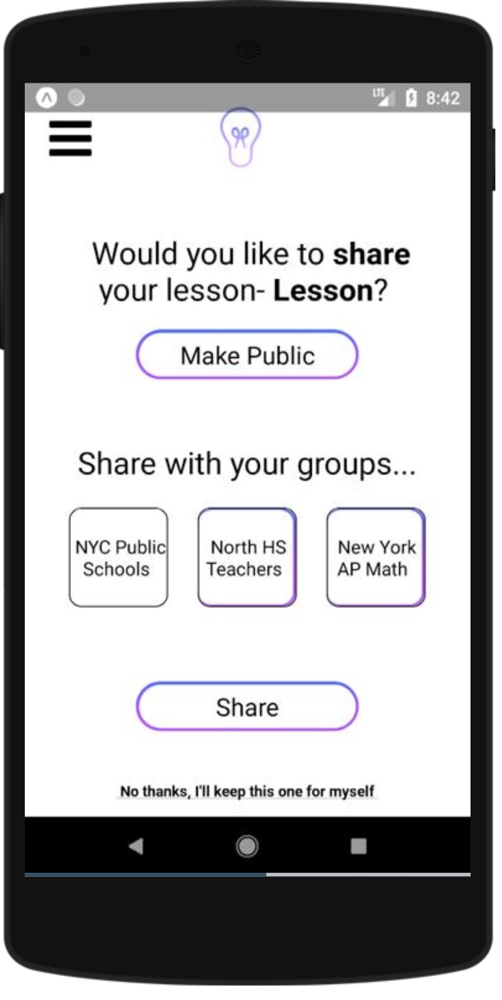 LTE 8:42
Would you like to share
your lesson- Lesson?
Make Public
Share with your groups...
NYC Public
Schools
North HS
Teachers
New York
AP Math
Share
No thanks, I'll keep this one for myself